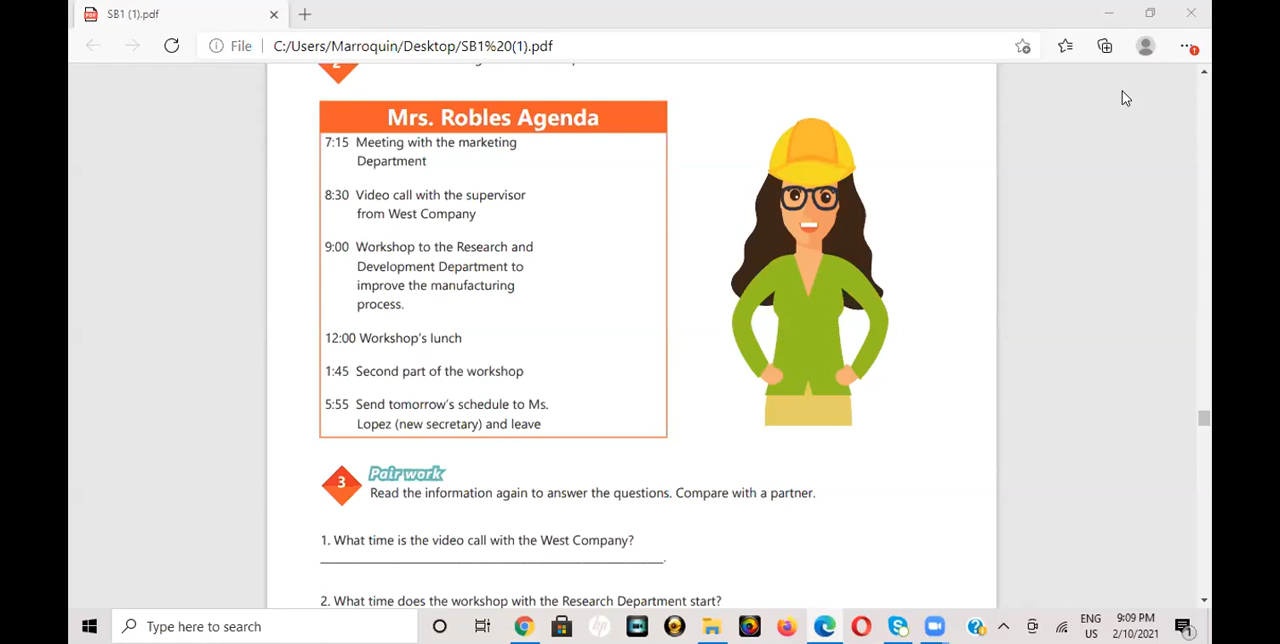 SB1 (1).pdf
File
C:/Users/Marroquin/Desktop/SB1%20(1).pdf
2
Mrs. Robles Agenda
7:15 Meeting with the marketing
Department
8:30 Video call with the supervisor
from West Company
9:00 Workshop to the Research and
Development Department to
improve the manufacturing
process.
12:00 Workshop's lunch
1:45 Second part of the workshop
5:55 Send tomorrow's schedule to Ms.
Lopez (new secretary) and leave
3
Pair work
Read the information again to answer the questions. Compare with a partner.
1. What time is the video call with the West Company?
2. What time does the workshop with the Research Department start?
Type here to search
ENG
US
9:09 PM
2/10/2021